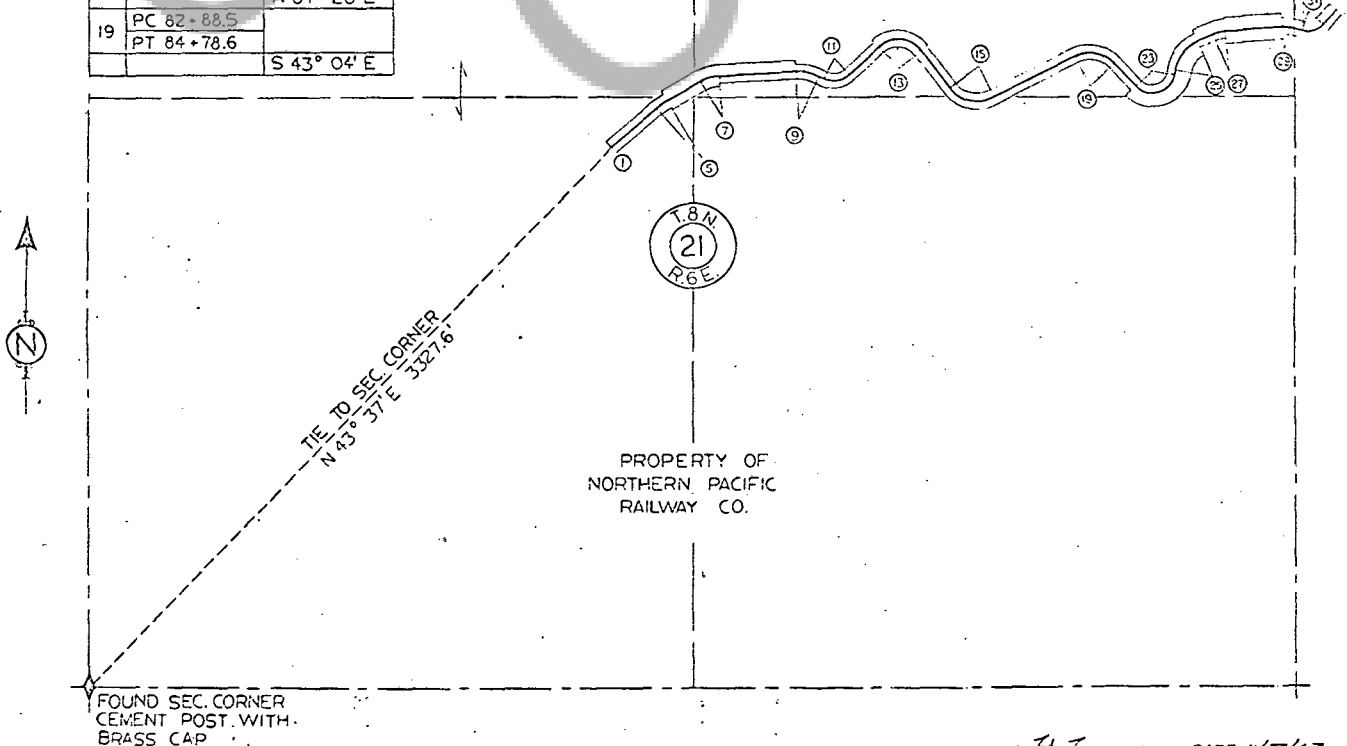 19
PC 82+88.5
PT 84+78.6
S 43° 04' E
11
15
23
13
19
25
27
7
9
1
5
T. 8 N.
21
R. 6 E.
N
TIE TO SEC. CORNER
N 43° 37' E 3327.6'
PROPERTY OF
NORTHERN PACIFIC
RAILWAY CO.
FOUND SEC. CORNER
CEMENT POST WITH
BRASS CAP